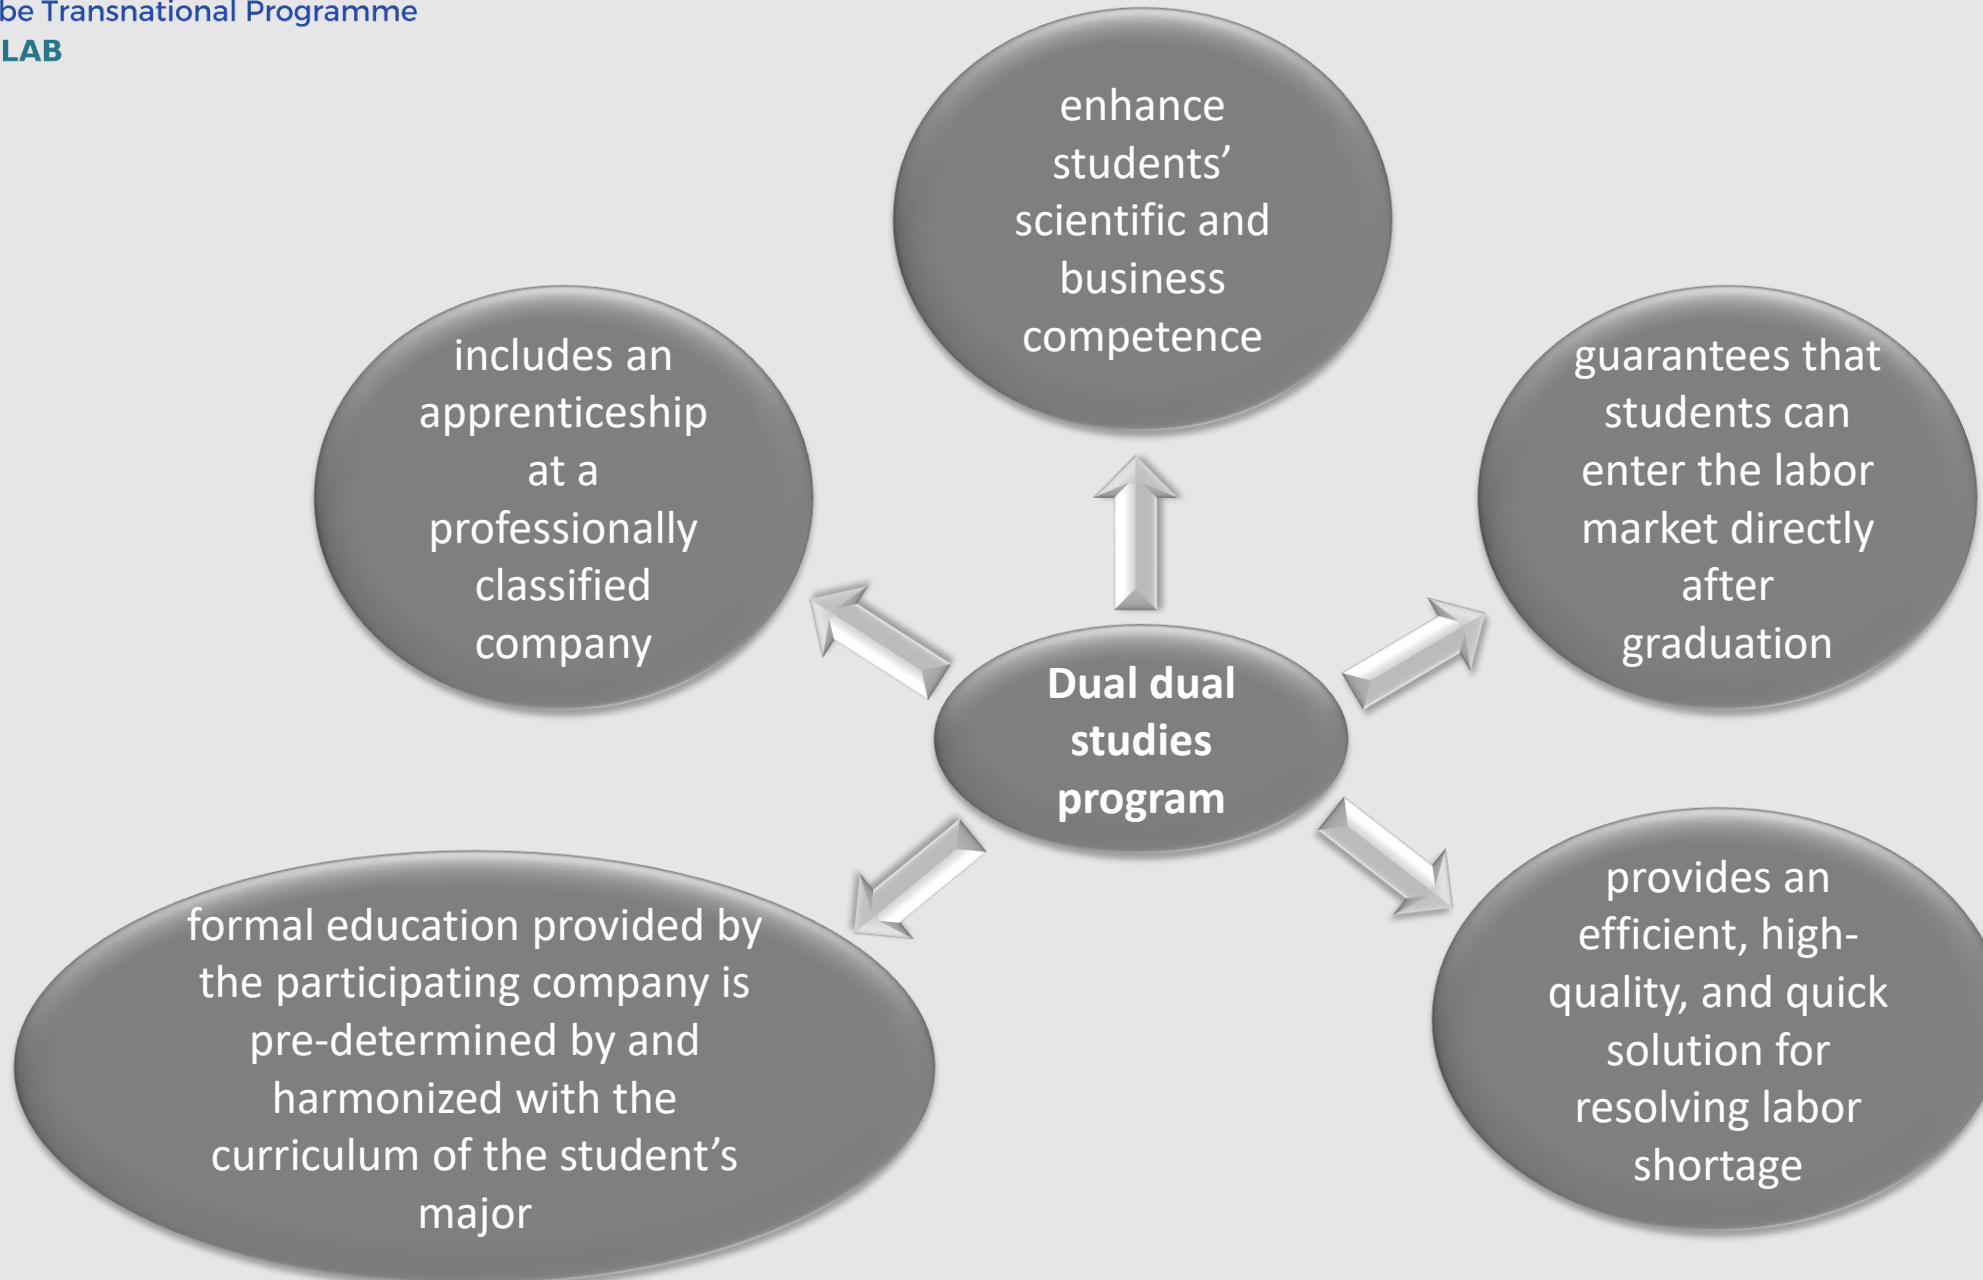 be Transnational Programme
LAB
enhance
students’
scientific and
business
competence
includes an
apprenticeship
at a
professionally
classified
company
guarantees that
students can
enter the labor
market directly
after
graduation
Dual dual
studies
program
formal education provided by
the participating company is
pre-determined by and
harmonized with the
curriculum of the student’s
major
provides an
efficient, high-
quality, and quick
solution for
resolving labor
shortage